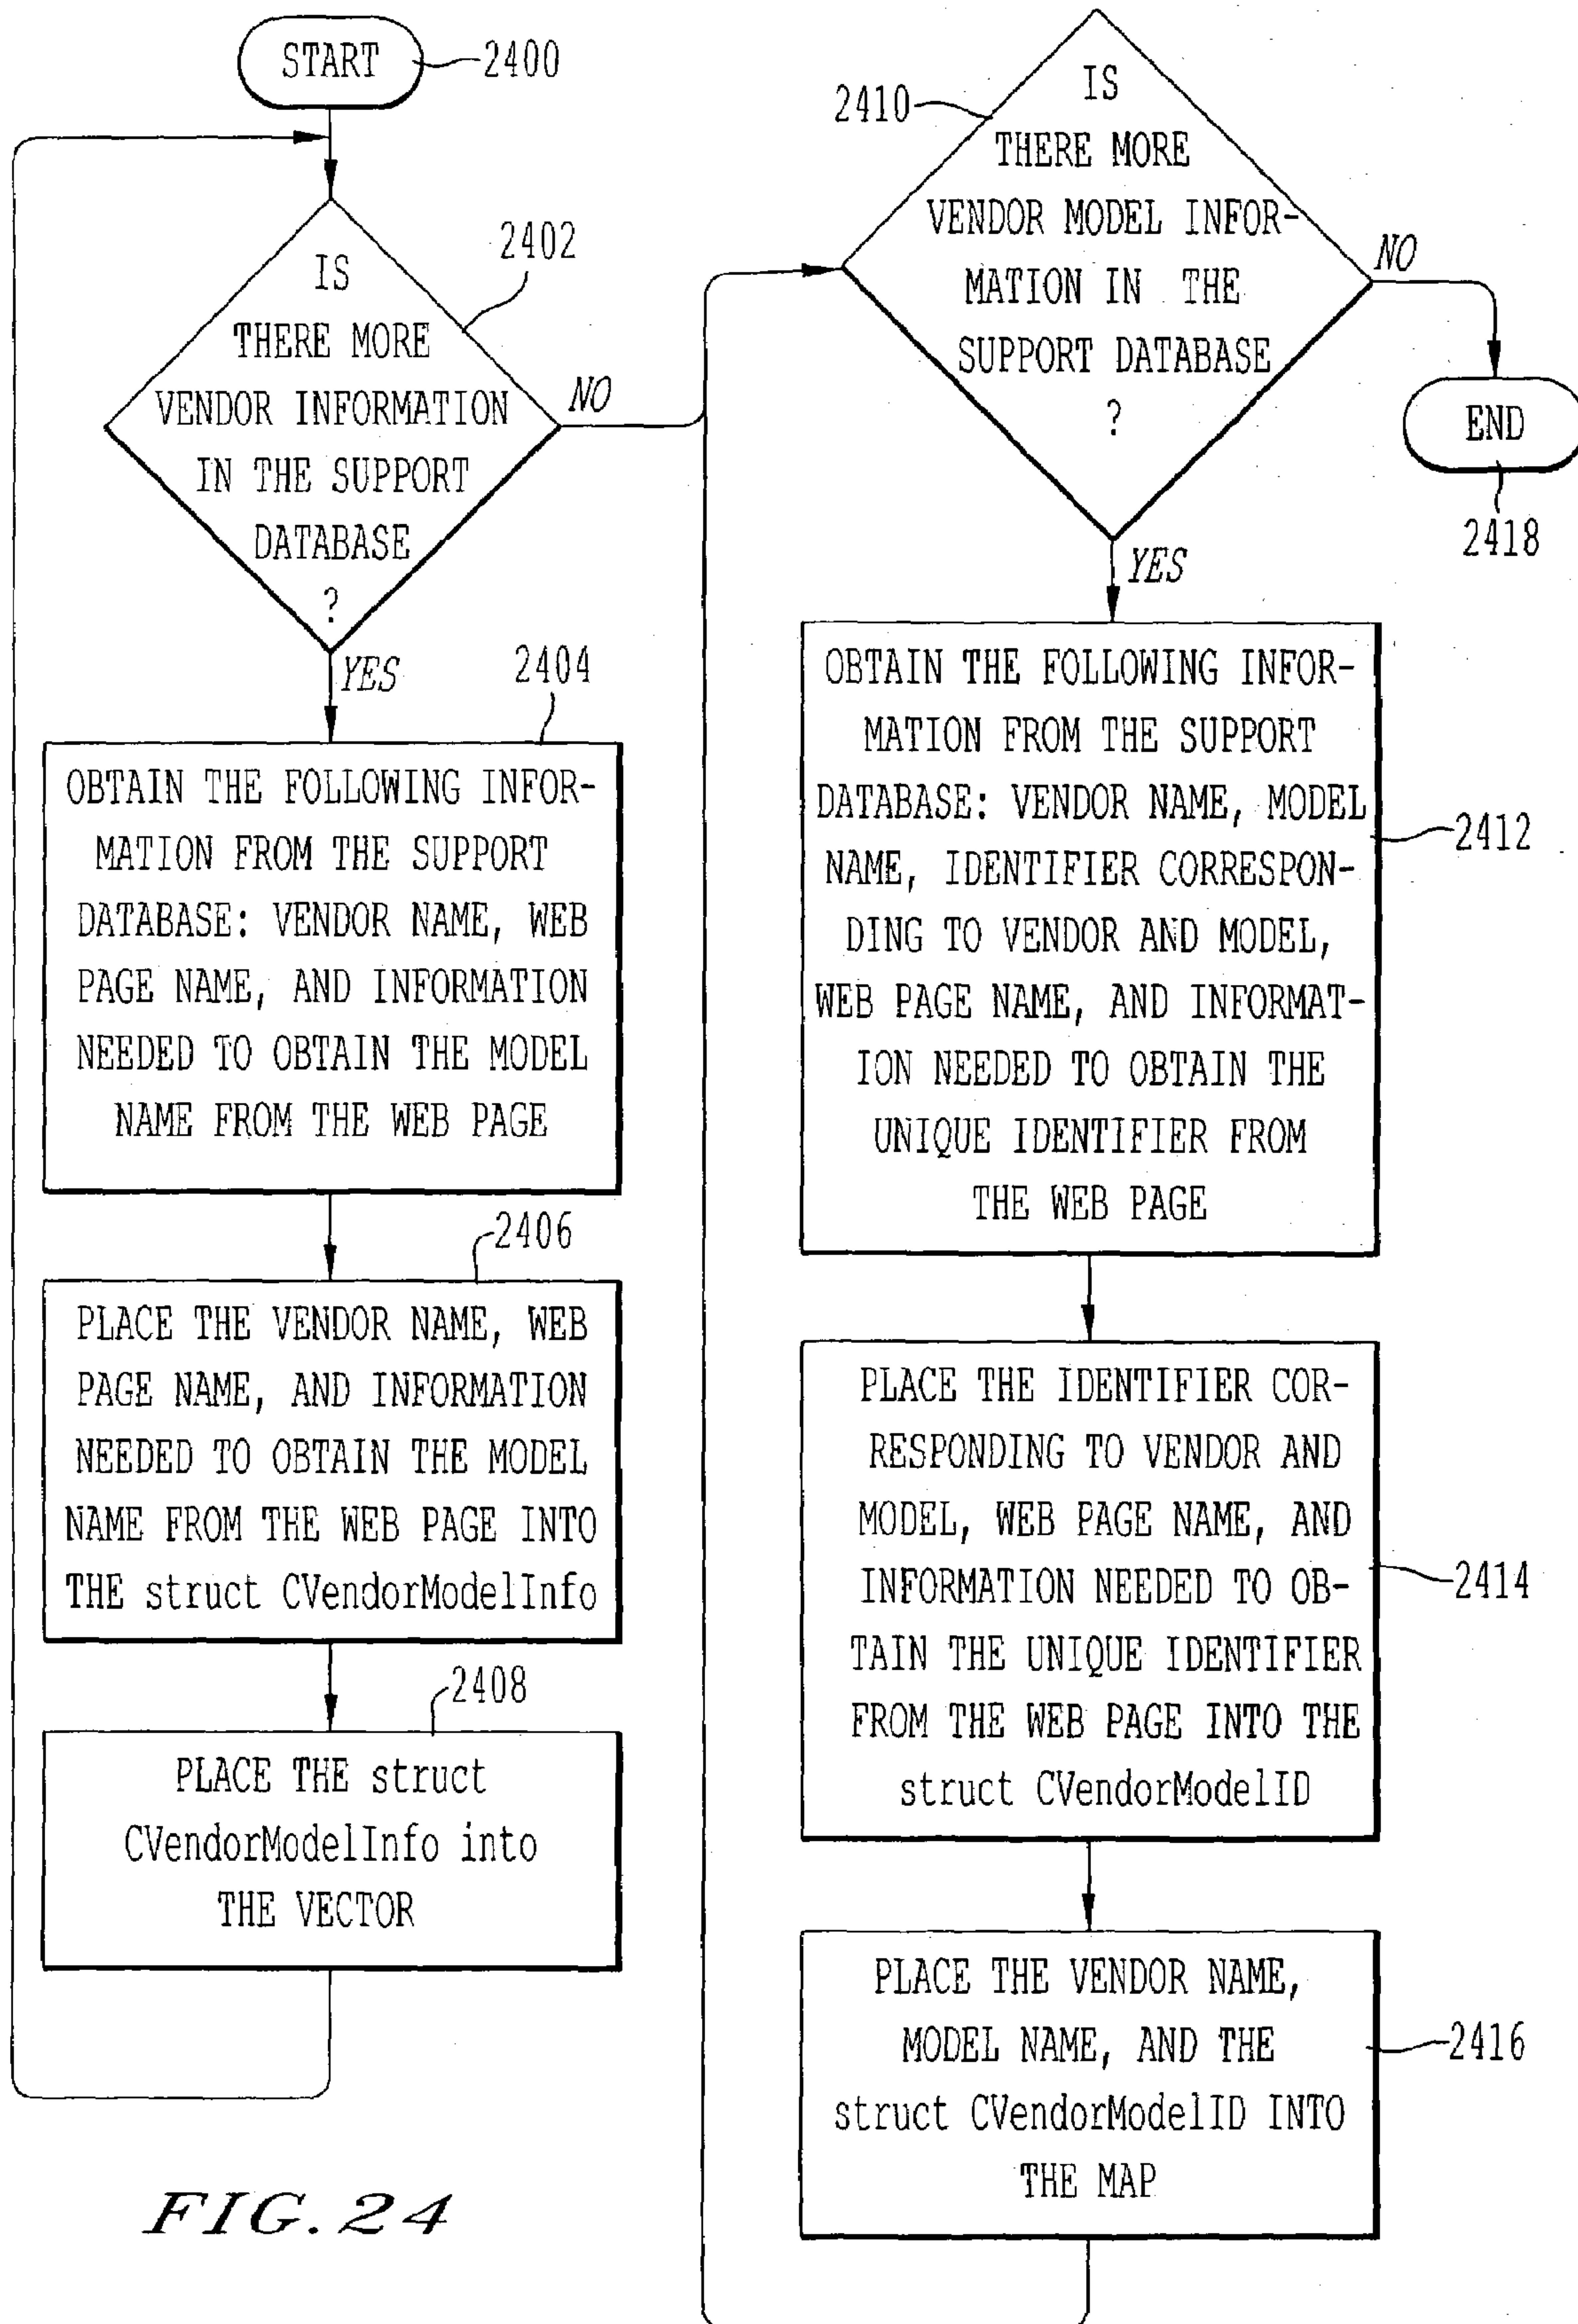 START
2400
2402
IS
THERE MORE
VENDOR INFORMATION
IN THE SUPPORT
DATABASE
?
NO
YES
2404
OBTAIN THE FOLLOWING INFOR-
MATION FROM THE SUPPORT
DATABASE: VENDOR NAME, WEB
PAGE NAME, AND INFORMATION
NEEDED TO OBTAIN THE MODEL
NAME FROM THE WEB PAGE
2406
PLACE THE VENDOR NAME, WEB
PAGE NAME, AND INFORMATION
NEEDED TO OBTAIN THE MODEL
NAME FROM THE WEB PAGE INTO
THE struct CVendorModelInfo
2408
PLACE THE struct
CVendorModelInfo into
THE VECTOR
2410
IS
THERE MORE
VENDOR MODEL INFOR-
MATION IN THE
SUPPORT DATABASE
?
NO
END
2418
YES
OBTAIN THE FOLLOWING INFOR-
MATION FROM THE SUPPORT
DATABASE: VENDOR NAME, MODEL
NAME, IDENTIFIER CORRESPON-
DING TO VENDOR AND MODEL,
WEB PAGE NAME, AND INFORMAT-
ION NEEDED TO OBTAIN THE
UNIQUE IDENTIFIER FROM
THE WEB PAGE
2412
PLACE THE IDENTIFIER COR-
RESPONDING TO VENDOR AND
MODEL, WEB PAGE NAME, AND
INFORMATION NEEDED TO OB-
TAIN THE UNIQUE IDENTIFIER
FROM THE WEB PAGE INTO THE
struct CVendorModelID
2414
PLACE THE VENDOR NAME,
MODEL NAME, AND THE
struct CVendorModelID INTO
THE MAP
2416
FIG. 24